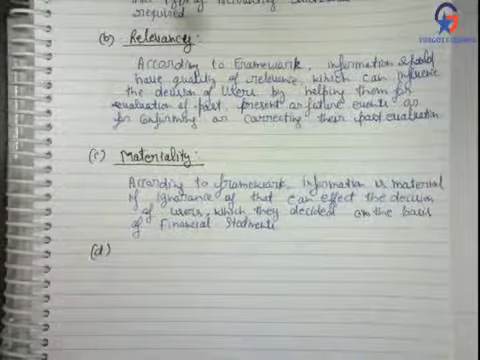 required
(b) Relevancy:
According to Framework, information should
have quality of relevance which can influence
the decision of users by helping them for
evaluation of past, present or future events or
for confirming or correcting their past evaluation
(c) Materiality:
According to framework, information is material
if ignorance of that can effect the decision
of users, which they decided on the basis
of Financial Statments
(d)